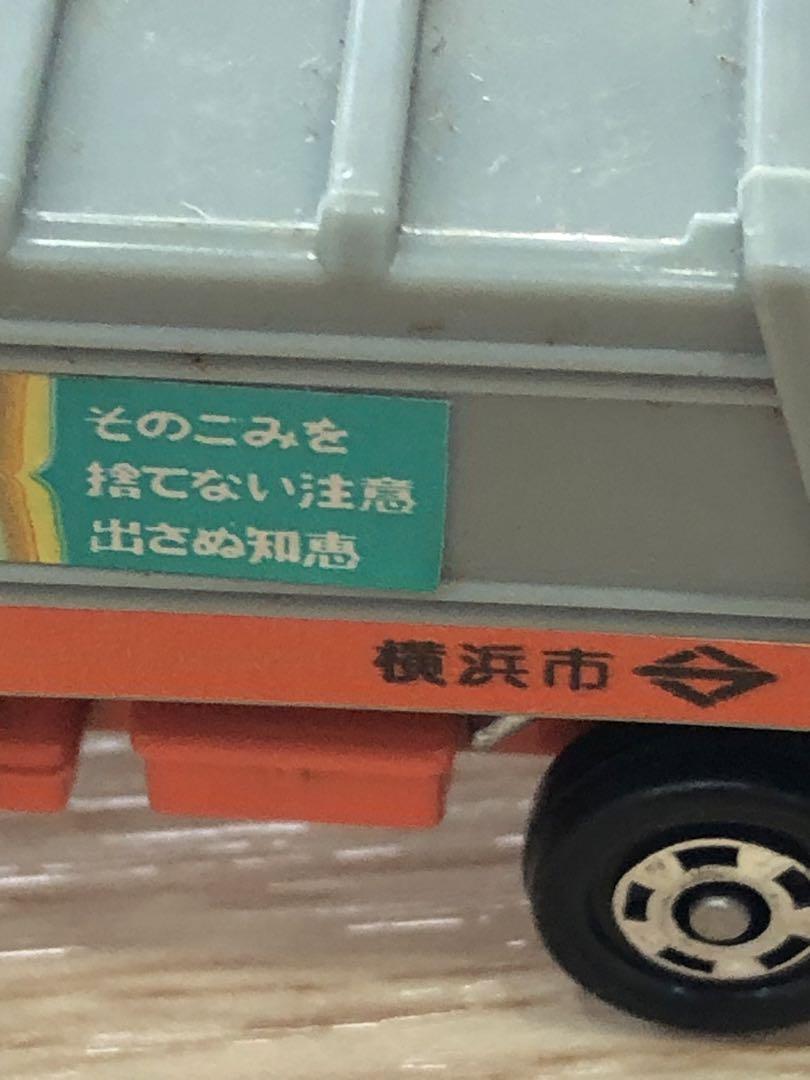 そのごみを
捨てない注意
出さぬ知恵
横浜市